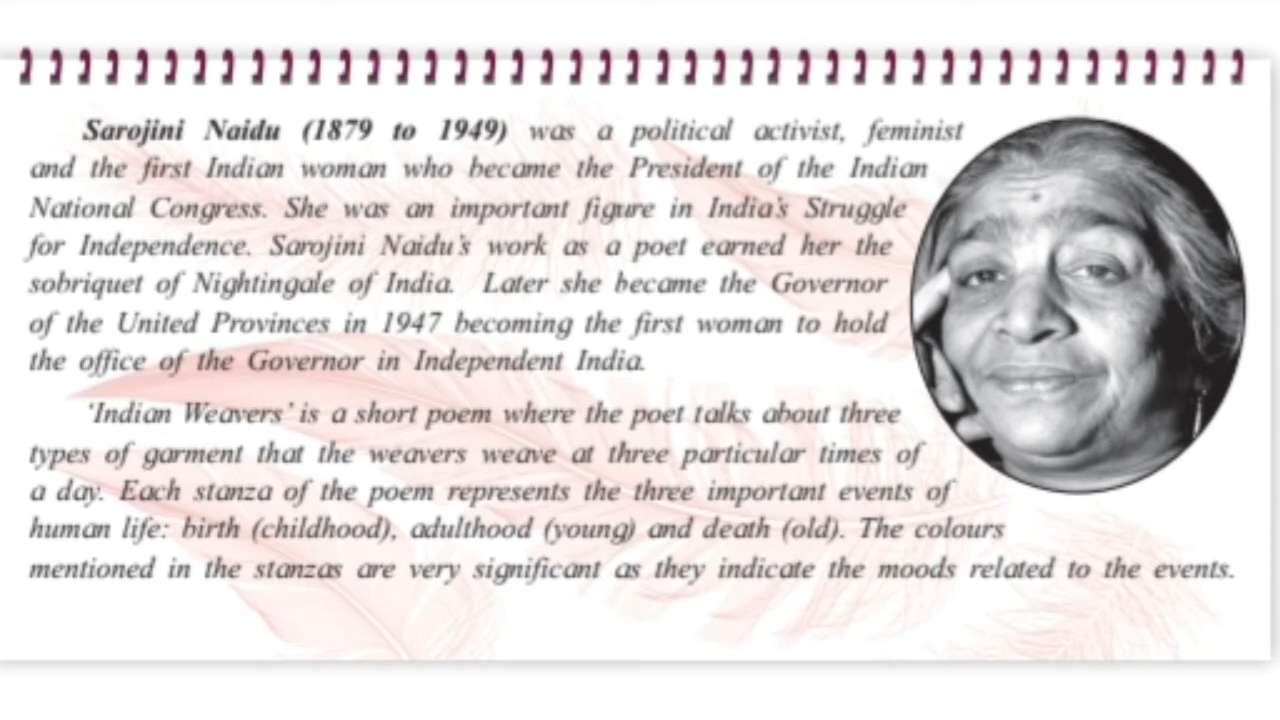 Sarojini Naidu (1879 to 1949) was a political activist, feminist
and the first Indian woman who became the President of the Indian
National Congress. She was an important figure in India's Struggle
for Independence. Sarojini Naidu's work as a poet earned her the
sobriquet of Nightingale of India. Later she became the Governor
of the United Provinces in 1947 becoming the first woman to hold
the office of the Governor in Independent India.
'Indian Weavers' is a short poem where the poet talks about three
types of garment that the weavers weave at three particular times of
a day. Each stanza of the poem represents the three important events of
human life: birth (childhood), adulthood (young) and death (old). The colours
mentioned in the stanzas are very significant as they indicate the moods related to the events.